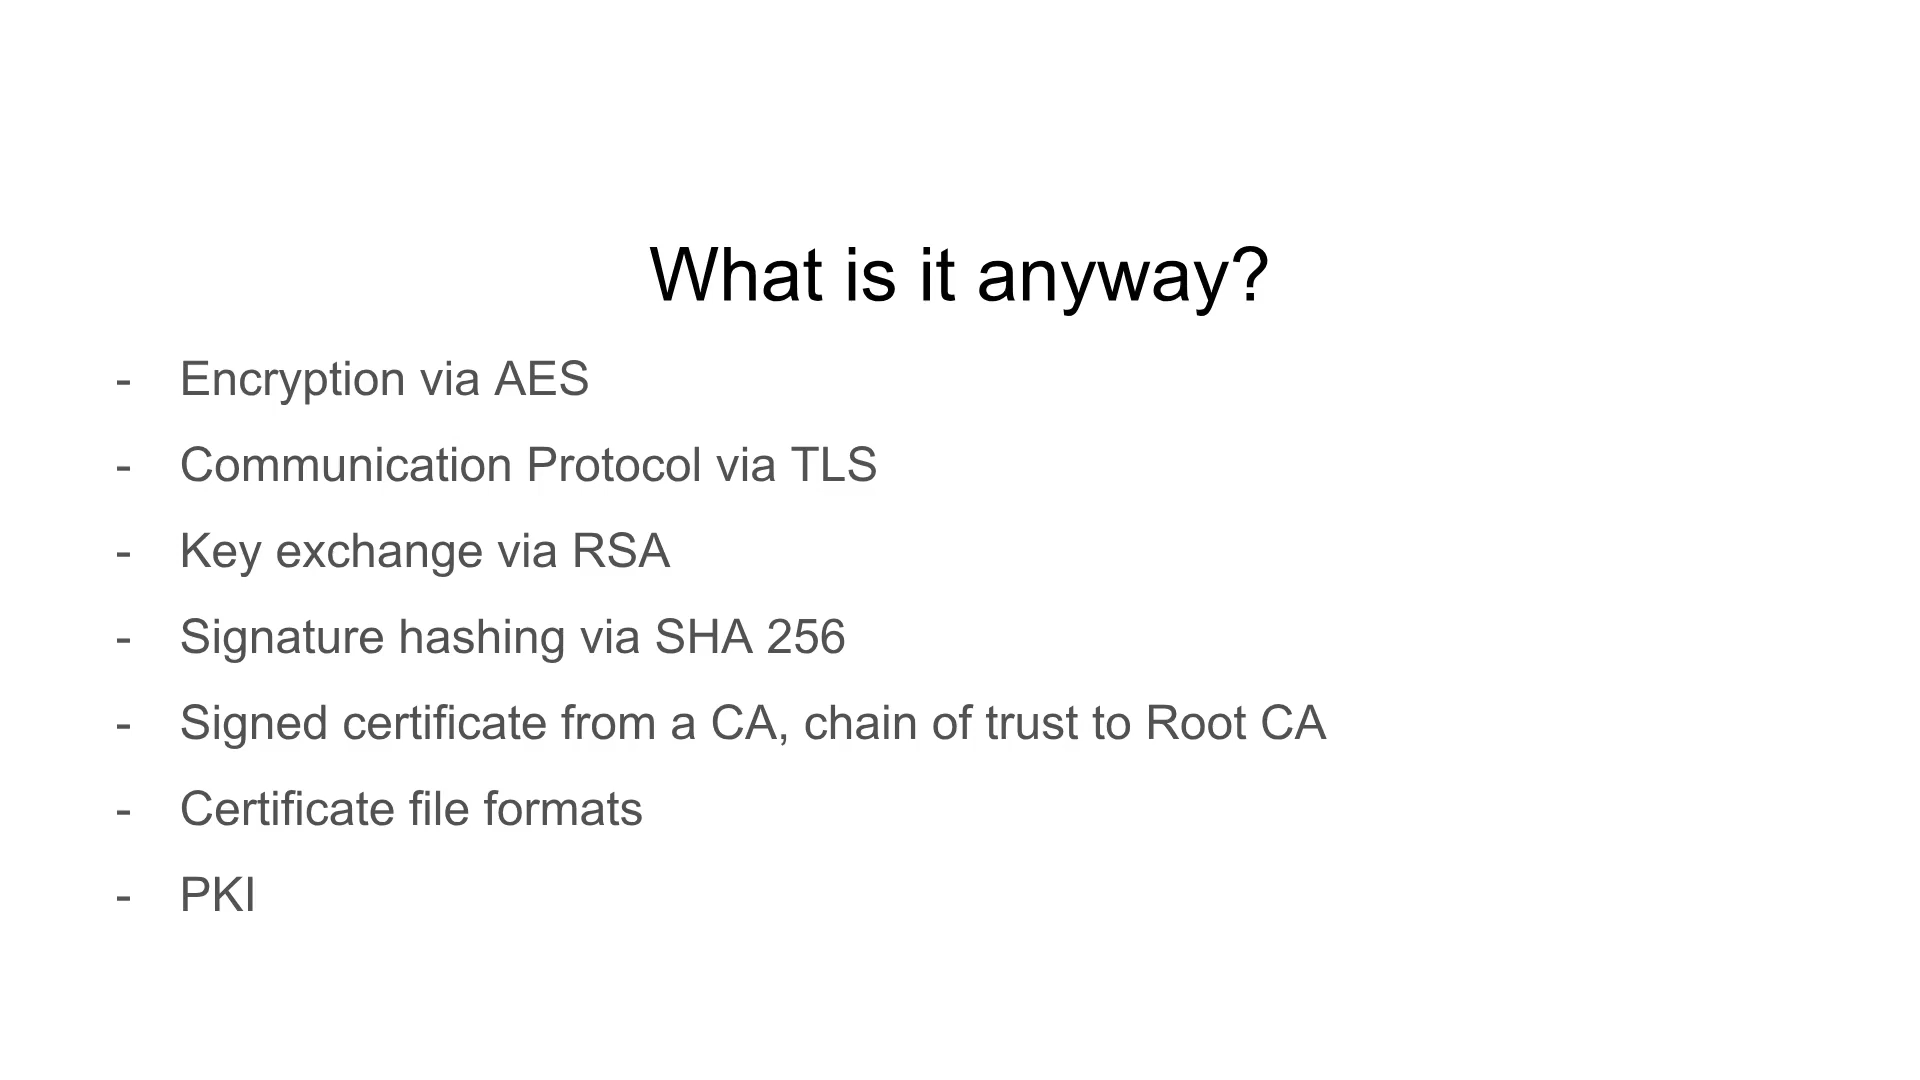 What is it anyway?
- Encryption via AES
- Communication Protocol via TLS
- Key exchange via RSA
- Signature hashing via SHA 256
- Signed certificate from a CA, chain of trust to Root CA
- Certificate file formats
- PKI